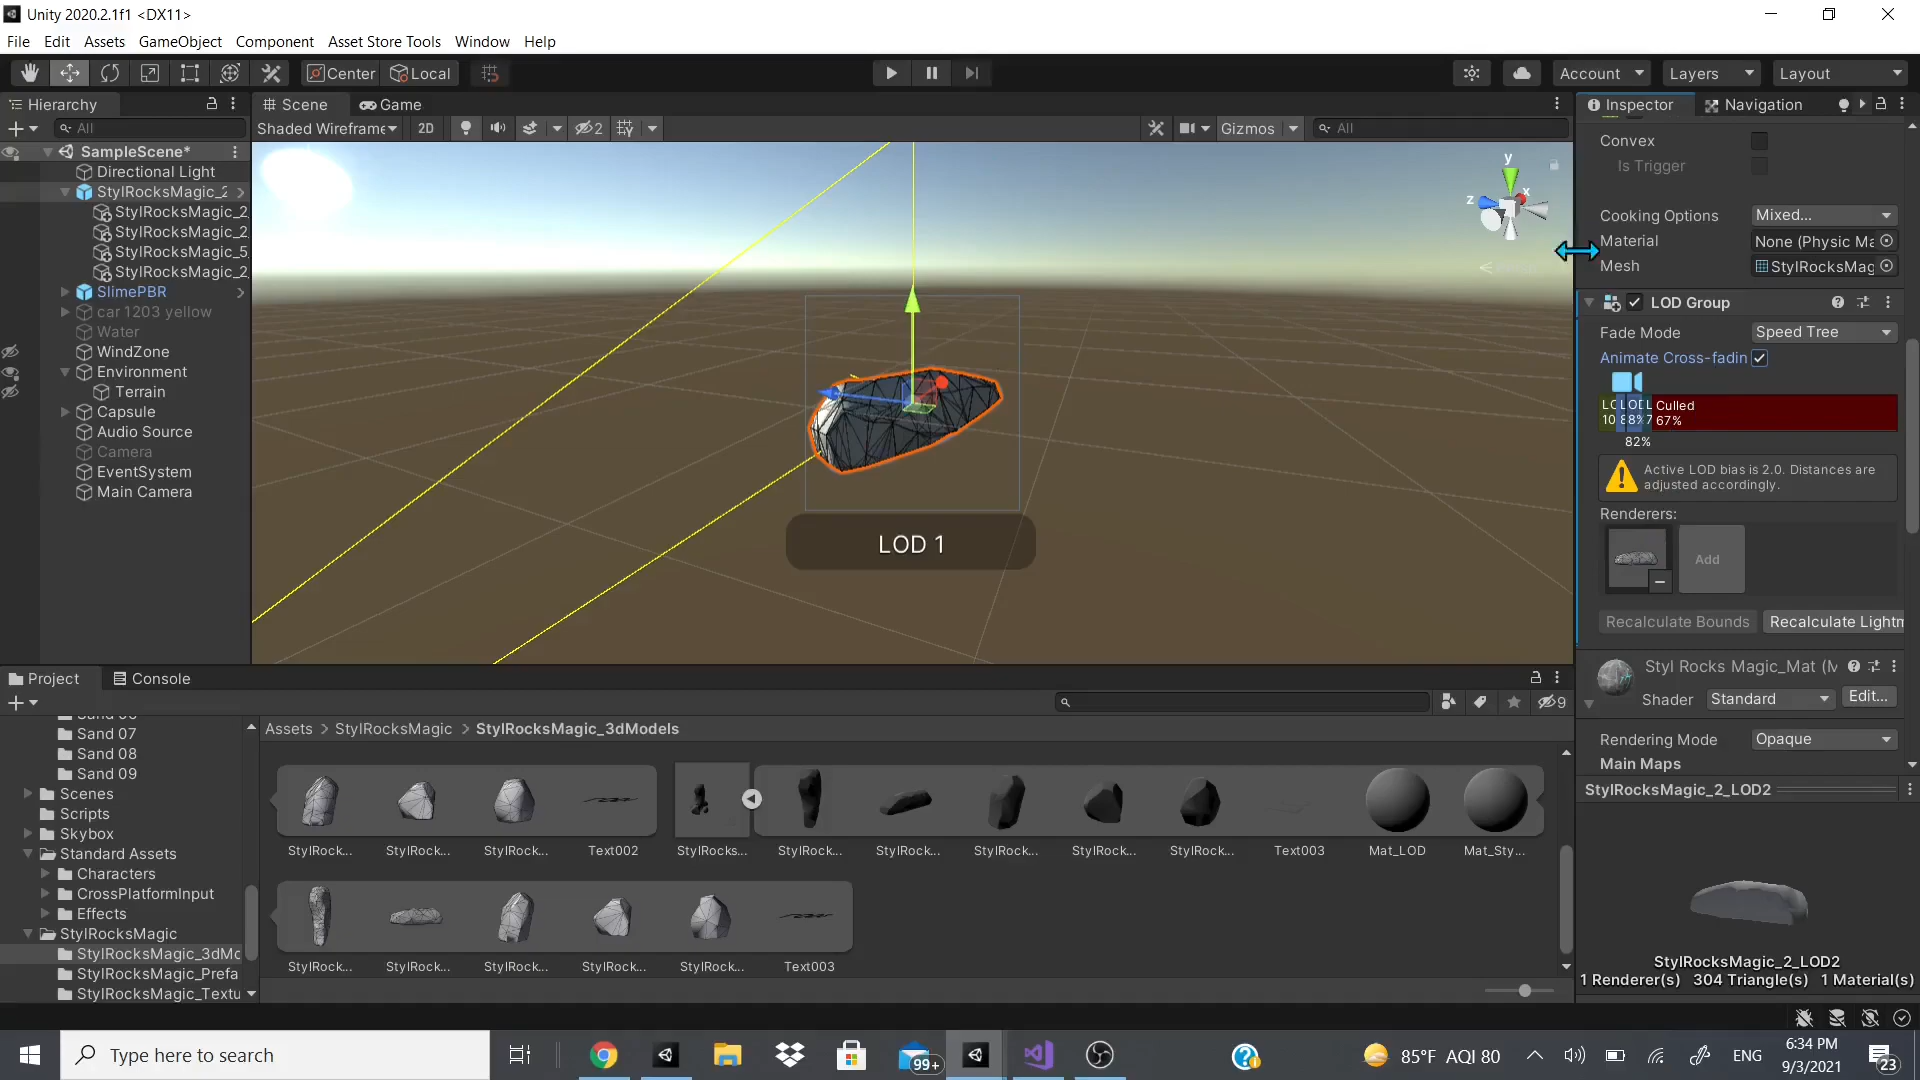 Unity 2020.2.1f1 <DX11>
File Edit Assets GameObject Component Asset Store Tools Window Help
Center Local Account Layers Layout
Hierarchy
All
SampleScene*
Directional Light
StylRocksMagic_2
StylRocksMagic_2
StylRocksMagic_2
StylRocksMagic_5
StylRocksMagic_2
SlimePBR
car 1203 yellow
Water
WindZone
Environment
Terrain
Capsule
Audio Source
Camera
EventSystem
Main Camera
Scene Game
Shaded Wireframe 2D 2 Gizmos All
y
x
z
LOD 1
Inspector Navigation
Convex
Is Trigger
Cooking Options Mixed...
Material None (Physic Ma
Mesh StylRocksMag
LOD Group
Fade Mode Speed Tree
Animate Cross-fadin
Culled
67%
82%
Active LOD bias is 2.0. Distances are
adjusted accordingly.
Renderers:
Add
Recalculate Bounds Recalculate Lightm
Styl Rocks Magic_Mat (M
Shader Standard Edit...
Rendering Mode Opaque
Main Maps
StylRocksMagic_2_LOD2
StylRocksMagic_2_LOD2
1 Renderer(s) 304 Triangle(s) 1 Material(s)
Project Console
9
Sand 07
Sand 08
Sand 09
Scenes
Scripts
Skybox
Standard Assets
Characters
CrossPlatformInput
Effects
StylRocksMagic
StylRocksMagic_3dMo
StylRocksMagic_Prefa
StylRocksMagic_Textu
Assets > StylRocksMagic > StylRocksMagic_3dModels
StylRock... StylRock... StylRock... Text002 StylRocks... StylRock... StylRock... StylRock... StylRock... StylRock... Text003 Mat_LOD Mat_Sty...
StylRock... StylRock... StylRock... StylRock... StylRock... Text003
Type here to search
99+
85°F AQI 80
ENG
6:34 PM
9/3/2021
23